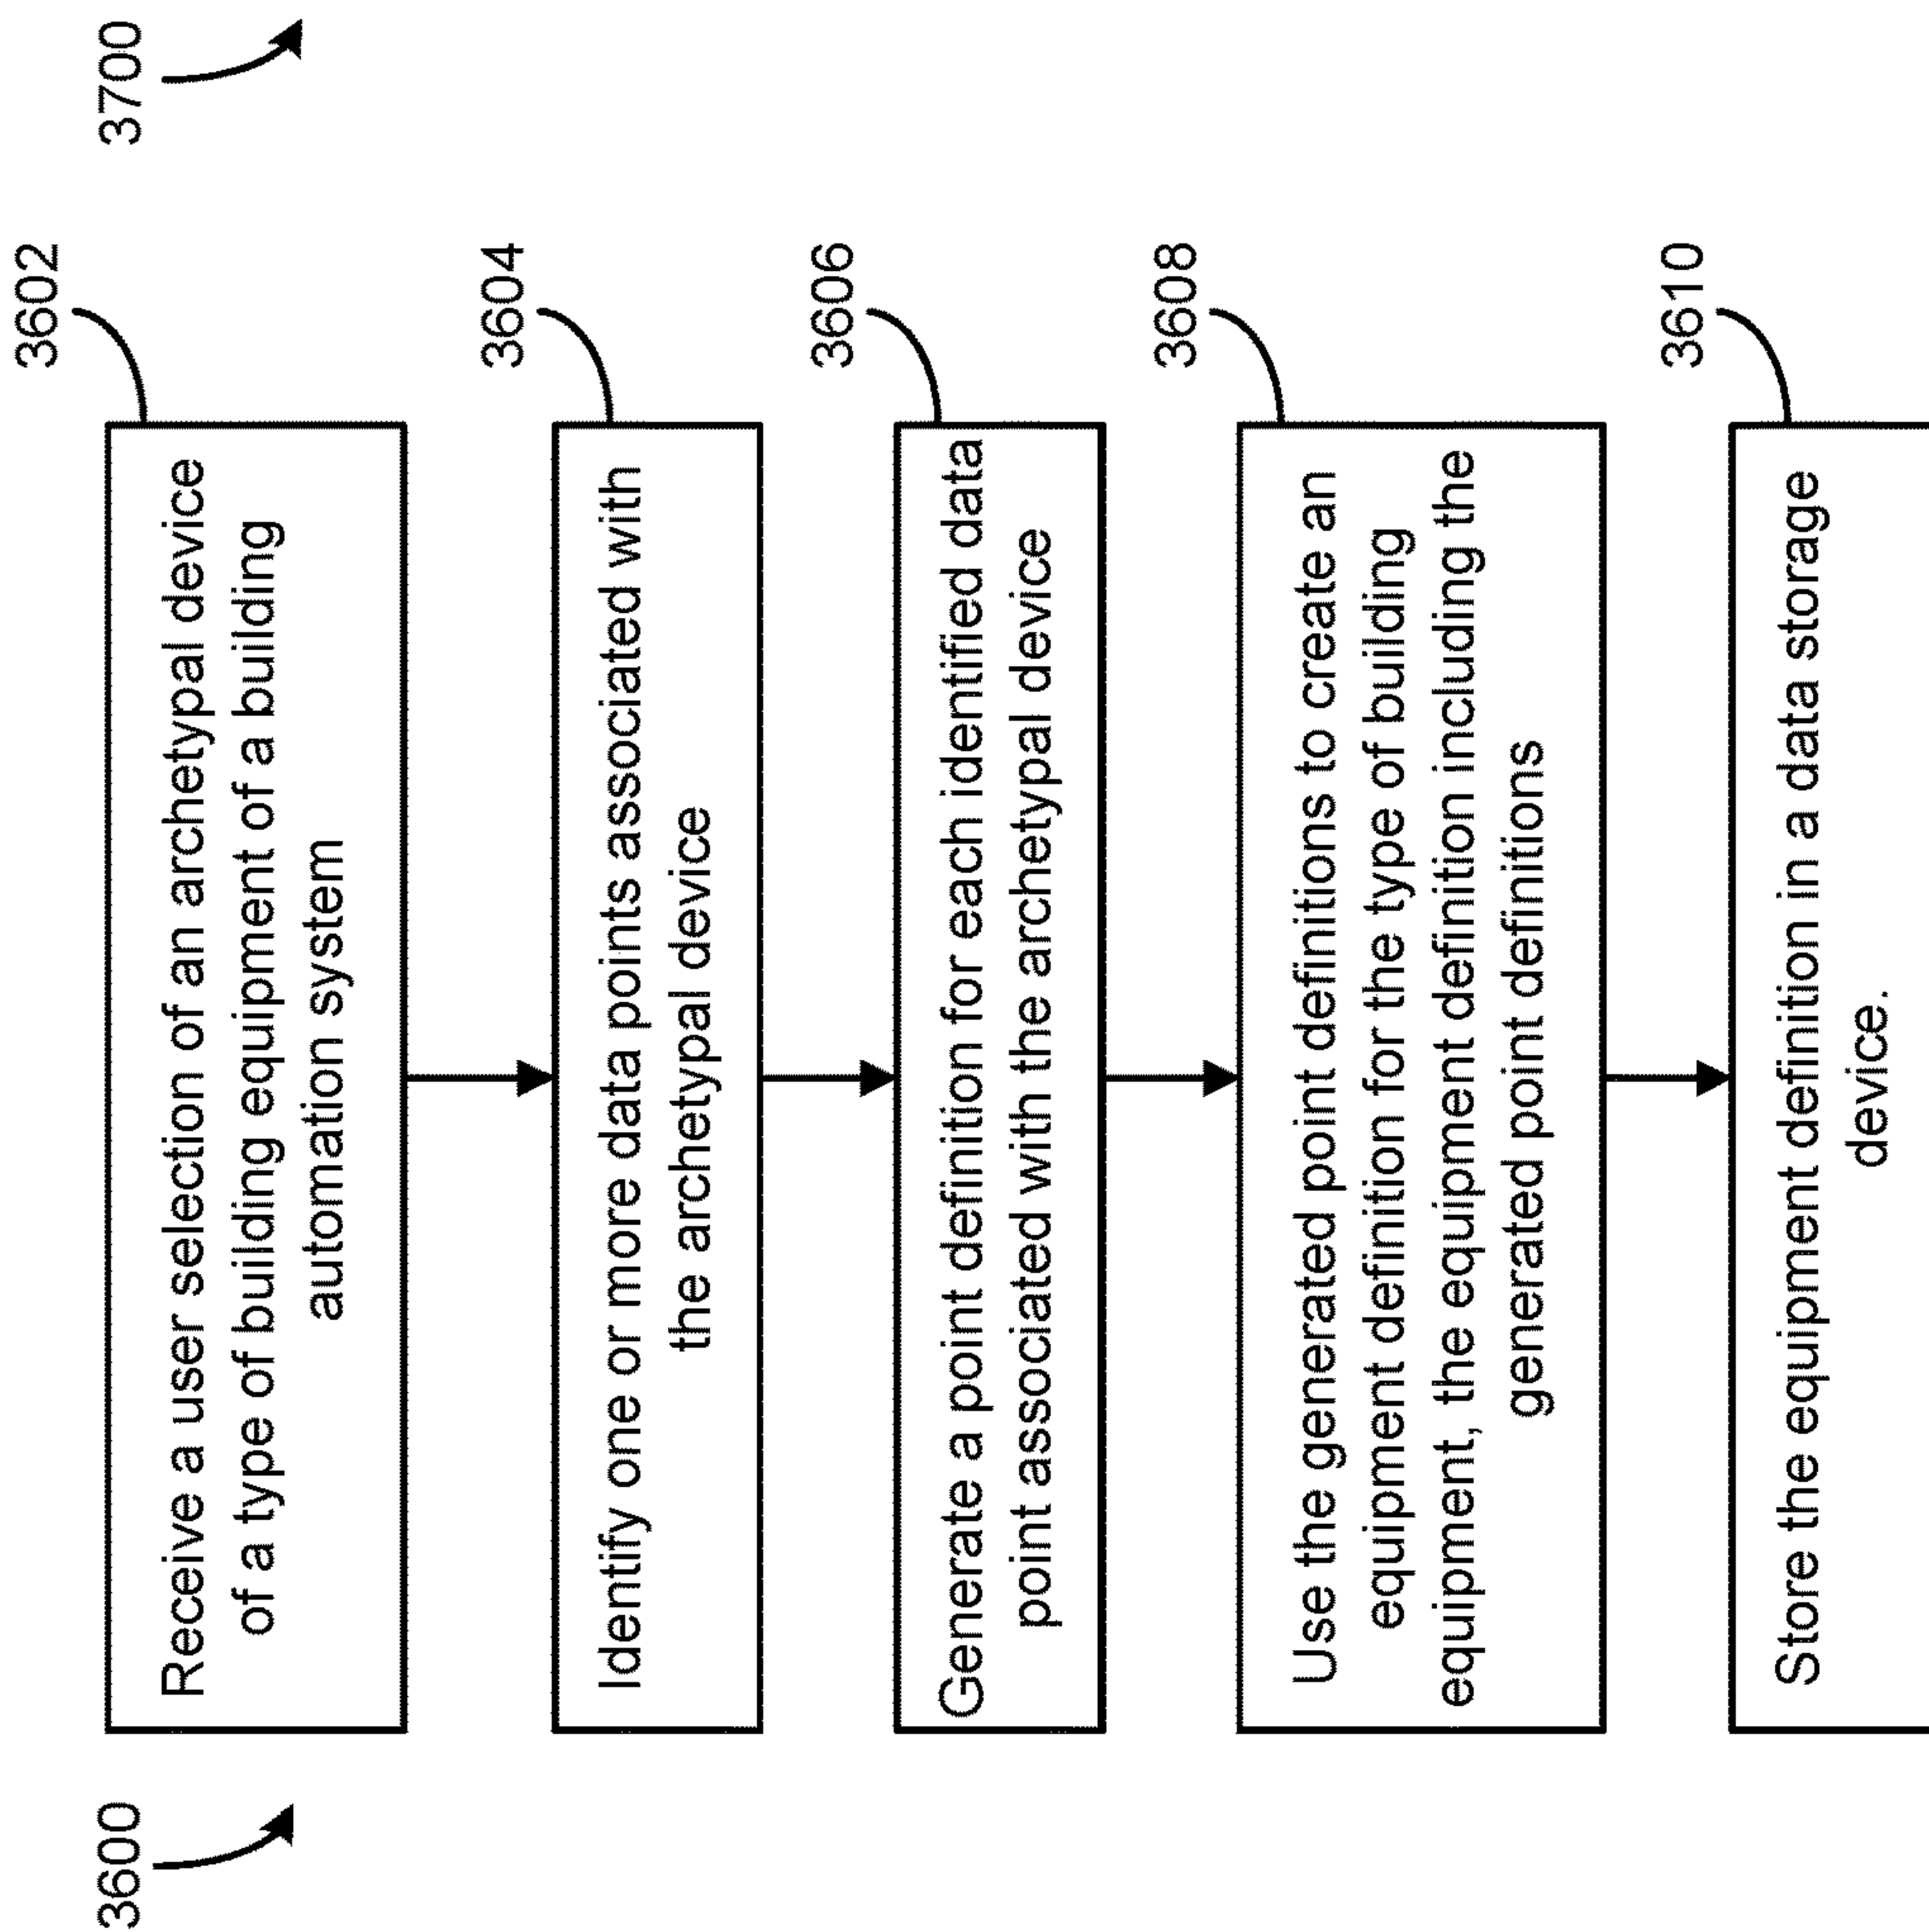 3600
3700
3602
Receive a user selection of an archetypal device
of a type of building equipment of a building
automation system
3604
Identify one or more data points associated with
the archetypal device
3606
Generate a point definition for each identified data
point associated with the archetypal device
3608
Use the generated point definitions to create an
equipment definition for the type of building
equipment, the equipment definition including the
generated point definitions
3610
Store the equipment definition in a data storage
device.